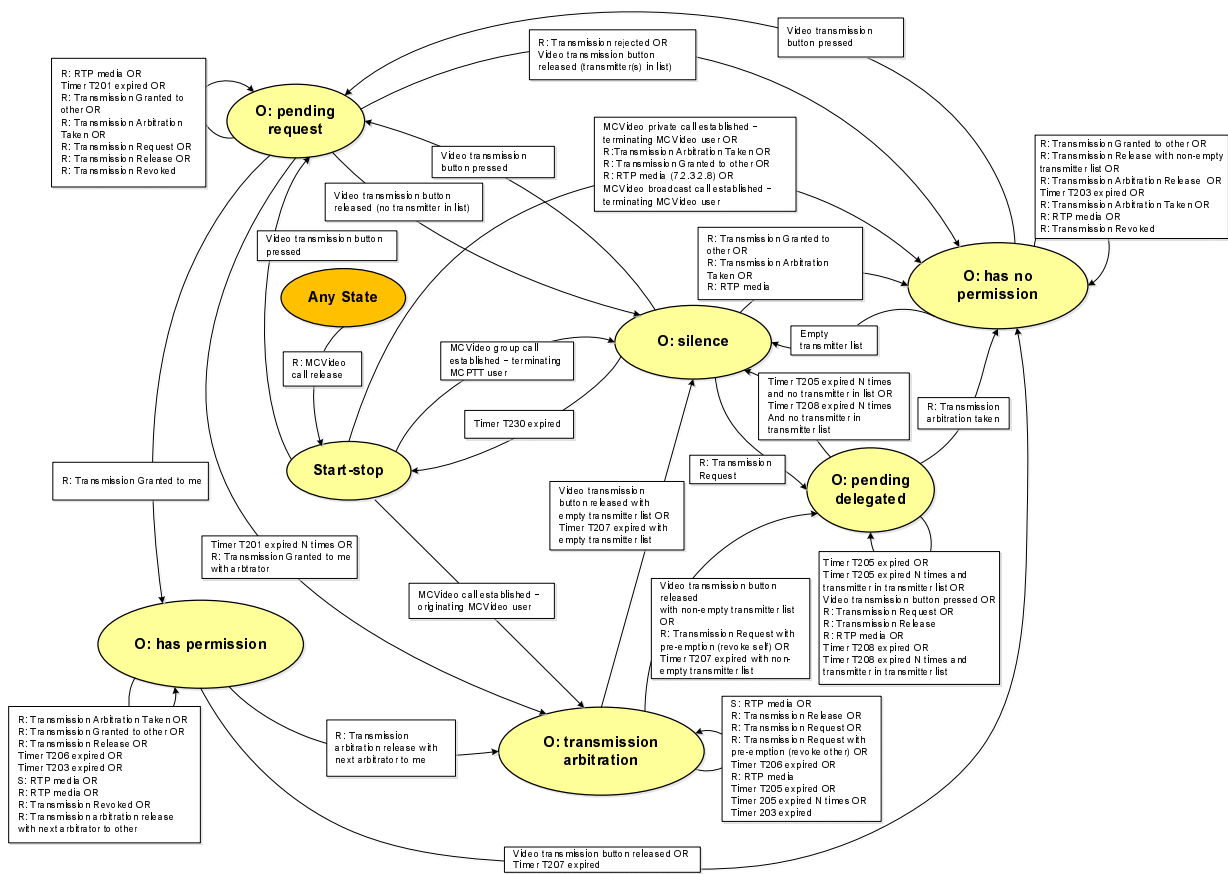 Video transmission
button pressed
R: Transmission rejected OR
Video transmission button
released (transmitter(s) in list)
R: RTP media OR
Timer T201 expired OR
R: Transmission Granted to
other OR
R: Transmission Arbitration
Taken OR
R: Transmission Request OR
R: Transmission Release OR
R: Transmission Revoked
O: pending
request
MCVideo private call established –
terminating MCVideo user OR
R:Transmission Arbitration Taken OR
R: Transmission Granted to other OR
R: RTP media (7.2.3.2.8) OR
MCVideo broadcast call established –
terminating MCVideo user
R: Transmission Granted to other OR
R: Transmission Release with non-empty
transmitter list OR
R: Transmission Arbitration Release OR
Timer T203 expired OR
R: Transmission Arbitration Taken OR
R: RTP media OR
R: Transmission Revoked
Video transmission
button pressed
Video transmission button
released (no transmitter in list)
Video transmission button
pressed
R: Transmission Granted to
other OR
R: Transmission Arbitration
Taken OR
R: RTP media
O: has no
permission
Any State
O: silence
Empty
transmitter list
R: MCVideo
call release
MCVideo group call
established – terminating
MCPTT user
Timer T205 expired N times
and no transmitter in list OR
Timer T208 expired N times
And no transmitter in
transmitter list
R: Transmission
arbitration taken
Timer T230 expired
Start-stop
R: Transmission
Request
O: pending
delegated
R: Transmission Granted to me
Video transmission
button released with
empty transmitter list OR
Timer T207 expired with
empty transmitter list
Timer T201 expired N times OR
R: Transmission Granted to me
with arbtrator
Timer T205 expired OR
Timer T205 expired N times and
transmitter in transmitter list OR
Video transmission button pressed OR
R: Transmission Request OR
R: Transmission Release
R: RTP media OR
Timer T208 expired OR
Timer T208 expired N times and
transmitter in transmitter list
MCVideo call established –
originating MCVideo user
Video transmission button
released
with non-empty transmitter list
OR
R: Transmission Request with
pre-emption (revoke self) OR
Timer T207 expired with non-
empty transmitter list
O: has permission
R: Transmission Arbitration Taken OR
R: Transmission Granted to other OR
R: Transmission Release OR
Timer T206 expired OR
Timer T203 expired OR
S: RTP media OR
R: RTP media OR
R: Transmission Revoked OR
R: Transmission arbitration release
with next arbitrator to other
R: Transmission
arbitration release with
next arbitrator to me
O: transmission
arbitration
S: RTP media OR
R: Transmission Release OR
R: Transmission Request OR
R: Transmission Request with
pre-emption (revoke other) OR
Timer T206 expired OR
R: RTP media
Timer T205 expired OR
Timer 205 expired N times OR
Timer 203 expired
Video transmission button released OR
Timer T207 expired